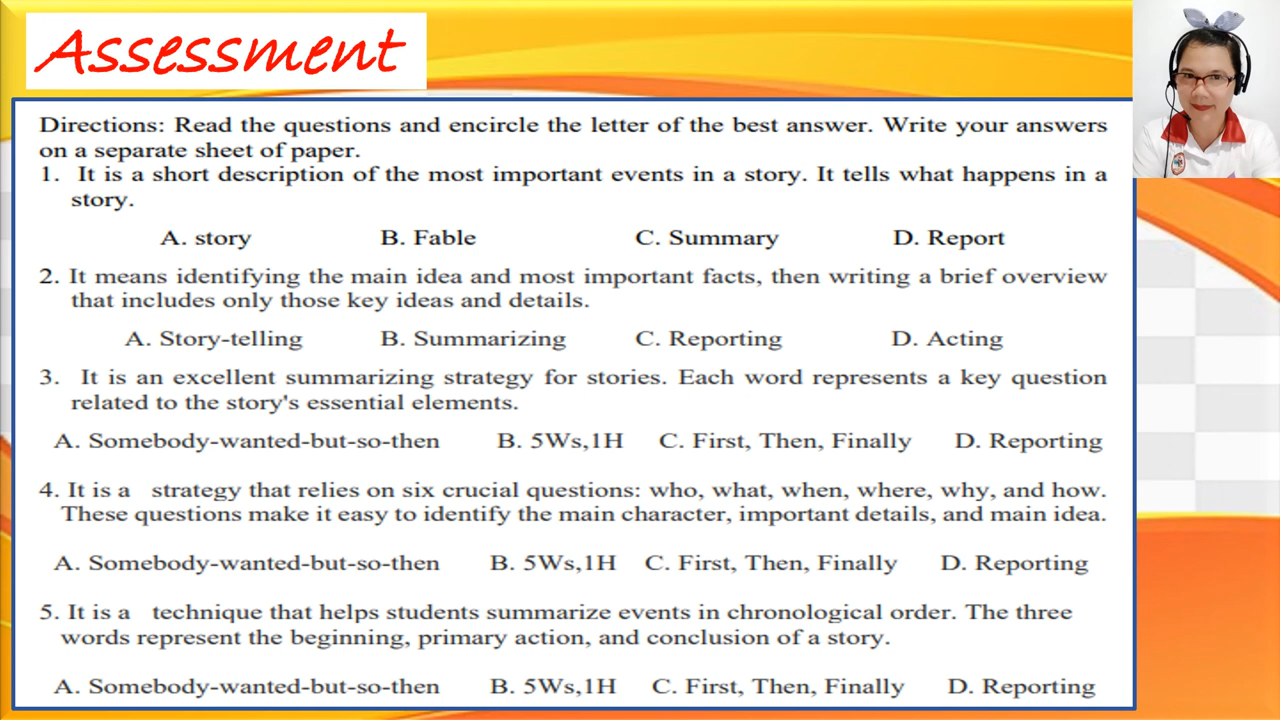 Assessment
Directions: Read the questions and encircle the letter of the best answer. Write your answers
on a separate sheet of paper.
1. It is a short description of the most important events in a story. It tells what happens in a
story.
A. story B. Fable C. Summary D. Report
2. It means identifying the main idea and most important facts, then writing a brief overview
that includes only those key ideas and details.
A. Story-telling B. Summarizing C. Reporting D. Acting
3. It is an excellent summarizing strategy for stories. Each word represents a key question
related to the story's essential elements.
A. Somebody-wanted-but-so-then B. 5Ws,1H C. First, Then, Finally D. Reporting
4. It is a strategy that relies on six crucial questions: who, what, when, where, why, and how.
These questions make it easy to identify the main character, important details, and main idea.
A. Somebody-wanted-but-so-then B. 5Ws,1H C. First, Then, Finally D. Reporting
5. It is a technique that helps students summarize events in chronological order. The three
words represent the beginning, primary action, and conclusion of a story.
A. Somebody-wanted-but-so-then B. 5Ws,1H C. First, Then, Finally D. Reporting